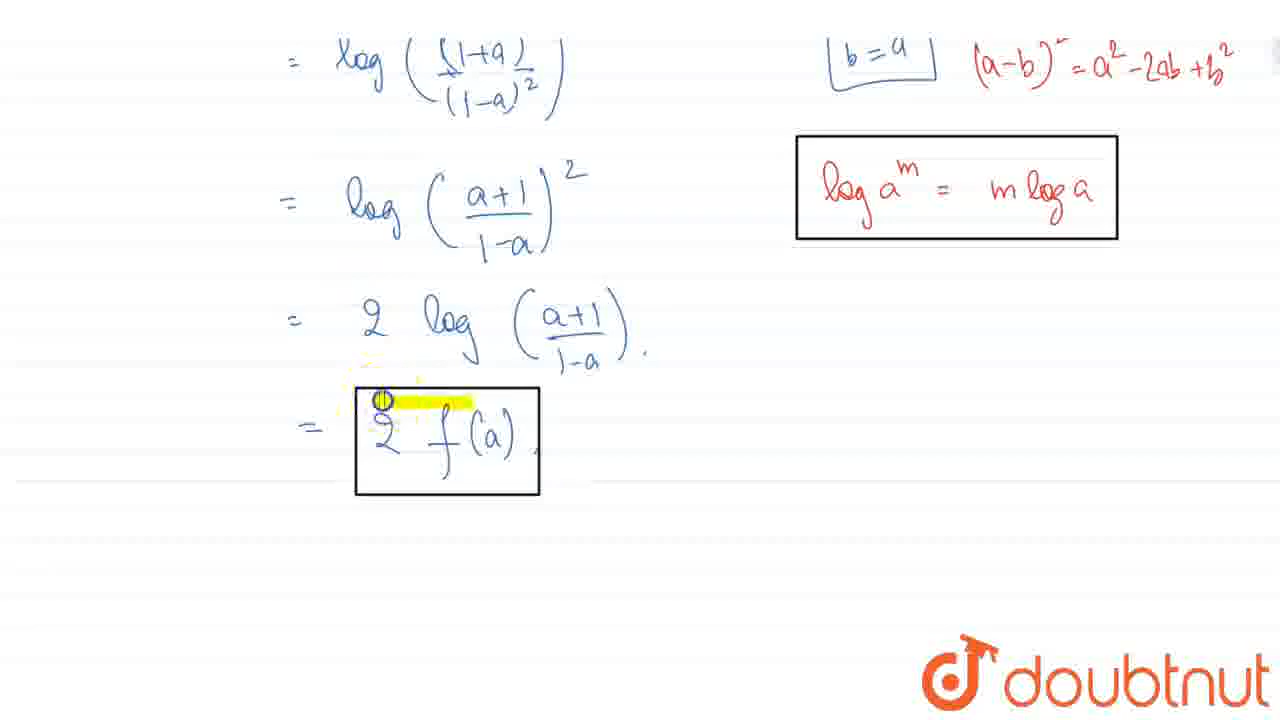 = log ( (1+a) / (1-a)² )
b = a
(a-b)² = a² - 2ab + b²
= log ( a+1 / 1-a )²
log aᵐ = m log a
= 2 log ( a+1 / 1-a ).
= 2 f(a).
doubtnut